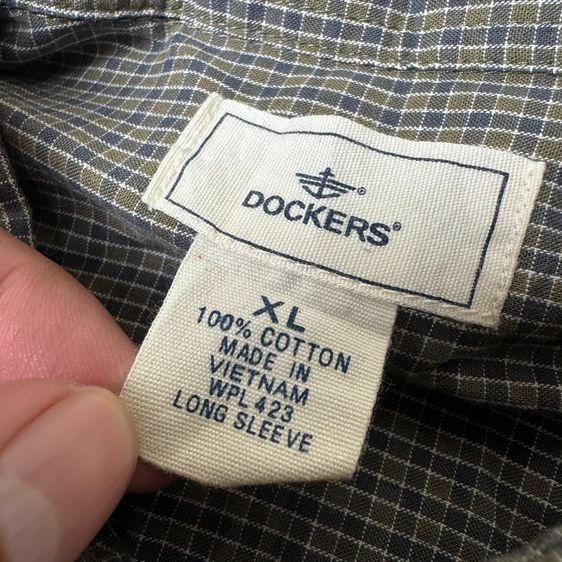 DOCKERS®
XL
100% COTTON
MADE IN
VIETNAM
WPL 423
LONG SLEEVE